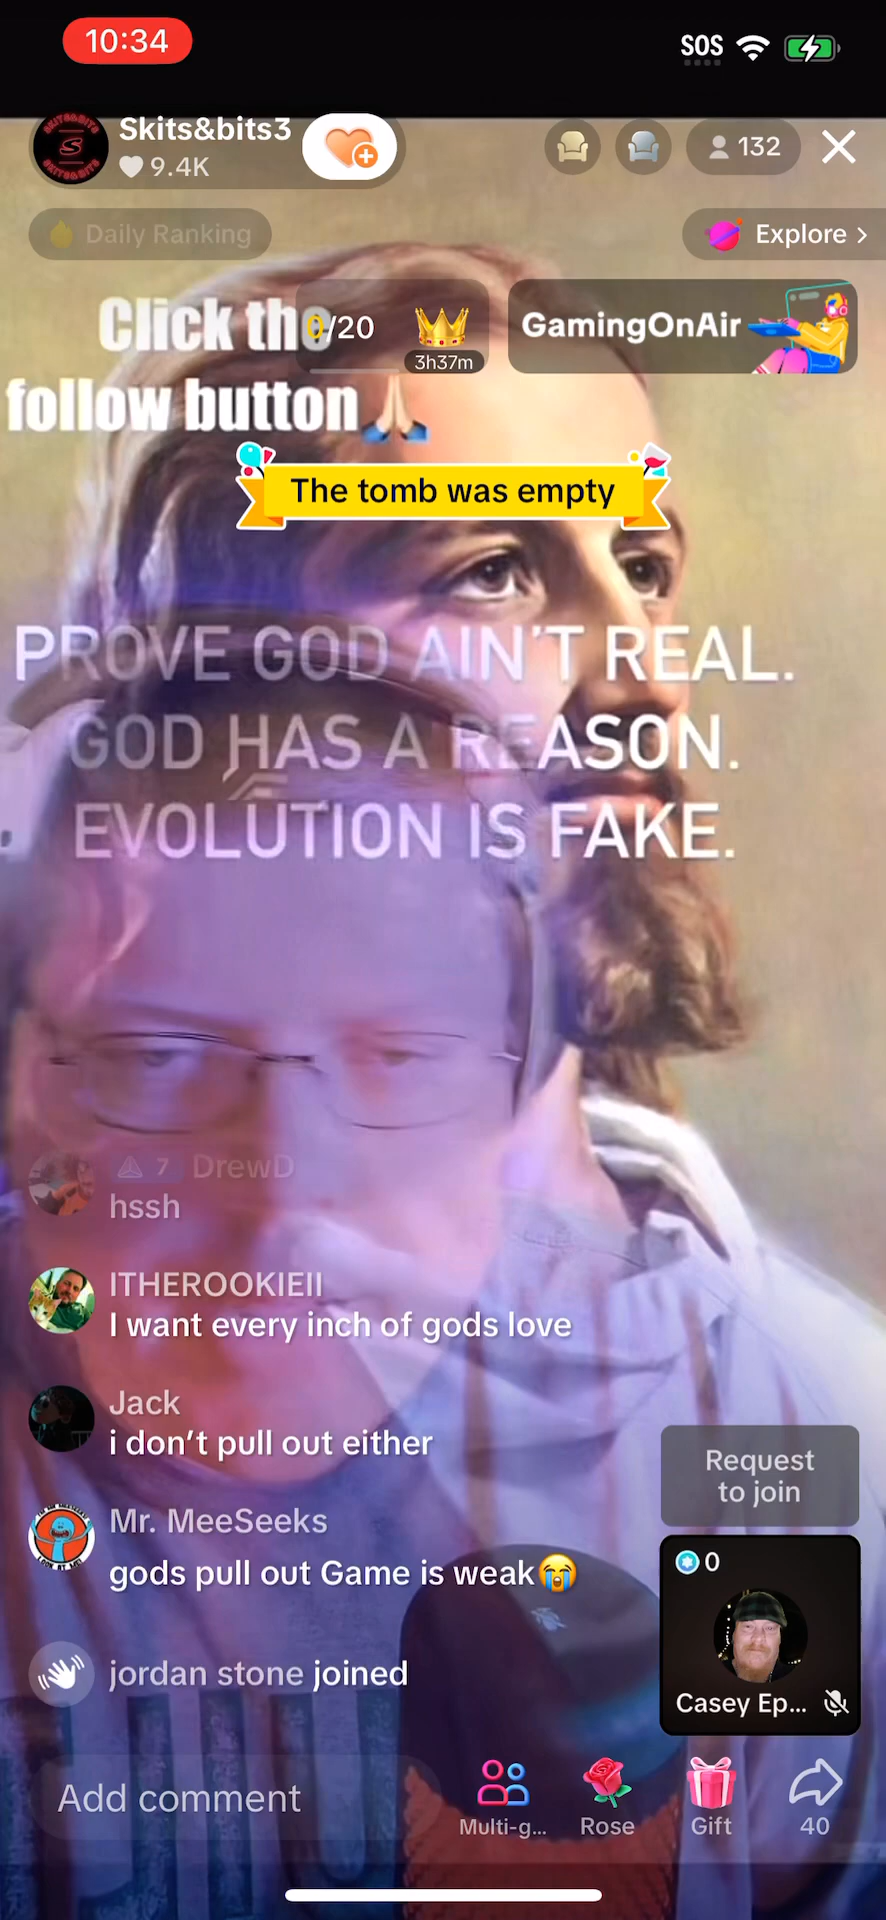 10:34
SOS
Skits&bits3
9.4K
132
Daily Ranking
Explore >
Click the
0/20
3h37m
GamingOnAir
follow button🙏🏻
The tomb was empty
PROVE GOD AIN'T REAL.
GOD HAS A REASON.
EVOLUTION IS FAKE.
7 DrewD
hssh
ITHEROOKIEII
I want every inch of gods love
Jack
i don't pull out either
Mr. MeeSeeks
gods pull out Game is weak😭
jordan stone joined
Request
to join
0
Casey Ep...
Add comment
Multi-g...
Rose
Gift
40